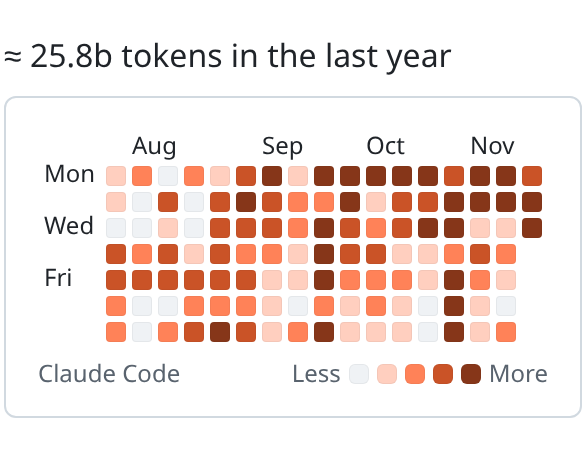 ≈ 25.8b tokens in the last year
Aug Sep Oct Nov
Mon
Wed
Fri
Claude Code Less More